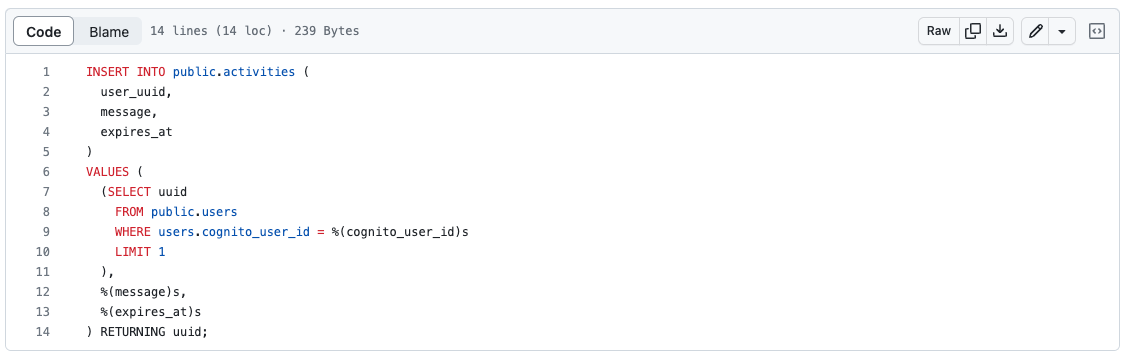 Code Blame 14 lines (14 loc) · 239 Bytes Raw
1 INSERT INTO public.activities (
2 user_uuid,
3 message,
4 expires_at
5 )
6 VALUES (
7 (SELECT uuid
8 FROM public.users
9 WHERE users.cognito_user_id = %(cognito_user_id)s
10 LIMIT 1
11 ),
12 %(message)s,
13 %(expires_at)s
14 ) RETURNING uuid;